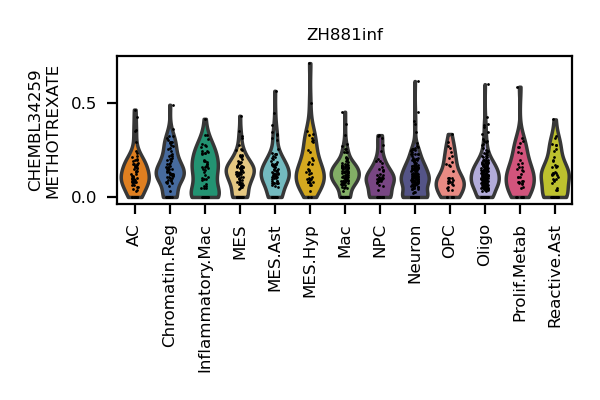 ZH881inf
CHEMBL34259
METHOTREXATE
0.5
0.0
AC
Chromatin.Reg
Inflammatory.Mac
MES
MES.Ast
MES.Hyp
Mac
NPC
Neuron
OPC
Oligo
Prolif.Metab
Reactive.Ast